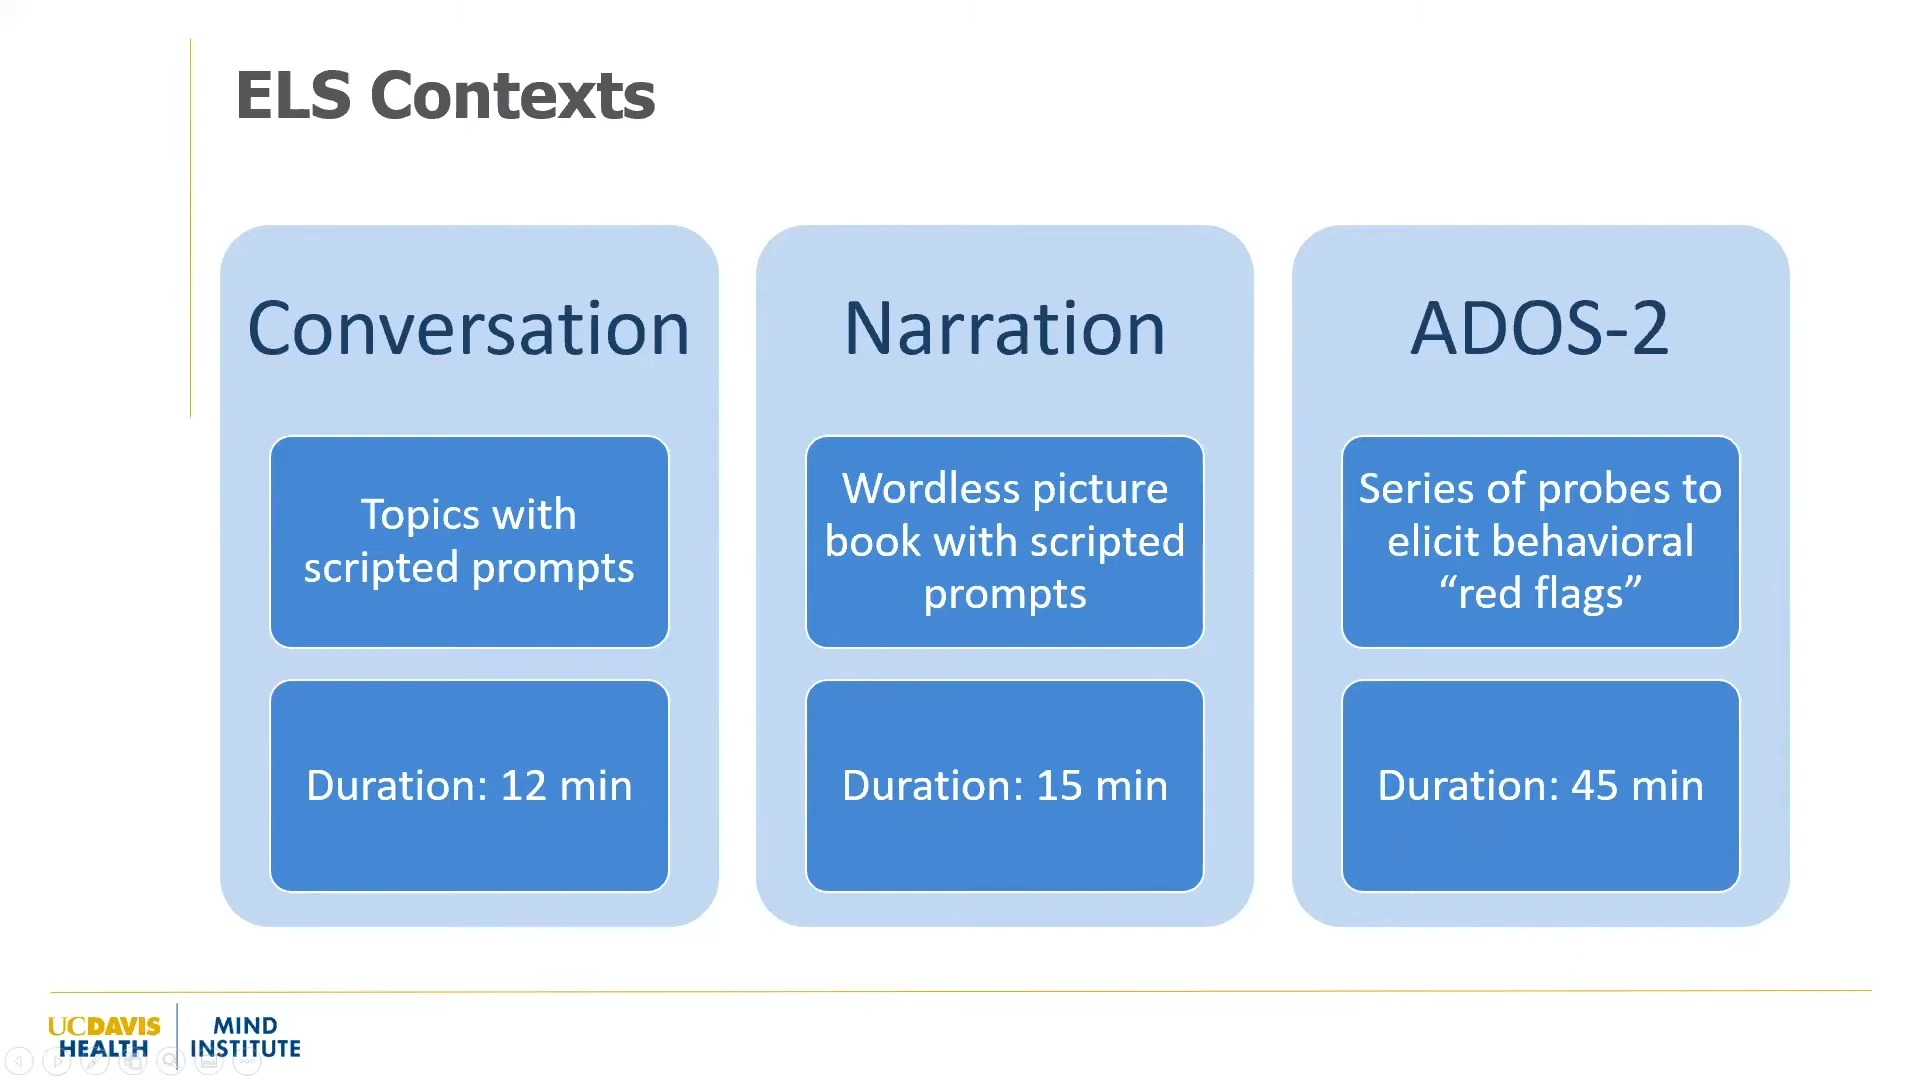 ELS Contexts
Conversation
Topics with
scripted prompts
Duration: 12 min
Narration
Wordless picture
book with scripted
prompts
Duration: 15 min
ADOS-2
Series of probes to
elicit behavioral
“red flags”
Duration: 45 min
UCDAVIS
HEALTH
MIND
INSTITUTE